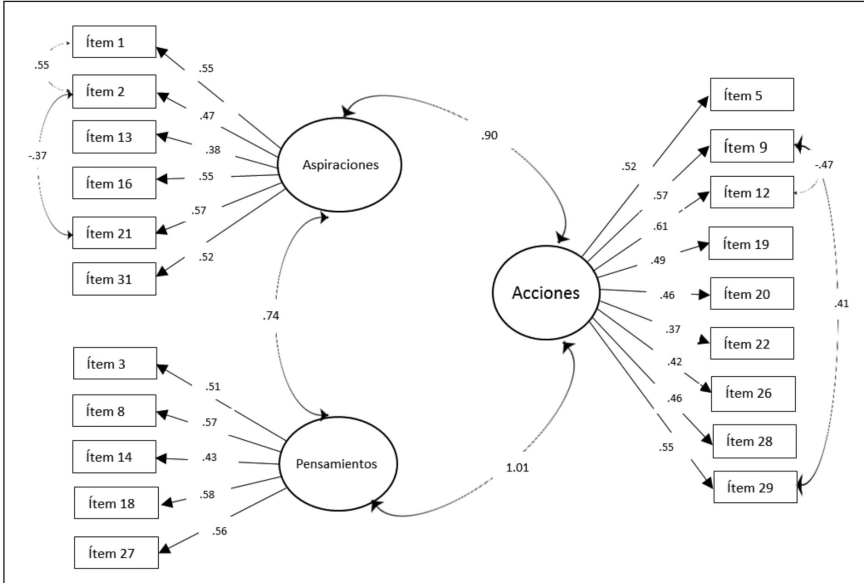 Ítem 1
Ítem 2
Ítem 13
Ítem 16
Ítem 21
Ítem 31
.55
-.37
.55
.47
.38
.55
.57
.52
Aspiraciones
.90
.74
Ítem 3
Ítem 8
Ítem 14
Ítem 18
Ítem 27
.51
.57
.43
.58
.56
Pensamientos
1.01
Acciones
.52
.57
.61
.49
.46
.37
.42
.46
.55
Ítem 5
Ítem 9
Ítem 12
Ítem 19
Ítem 20
Ítem 22
Ítem 26
Ítem 28
Ítem 29
-.47
.41